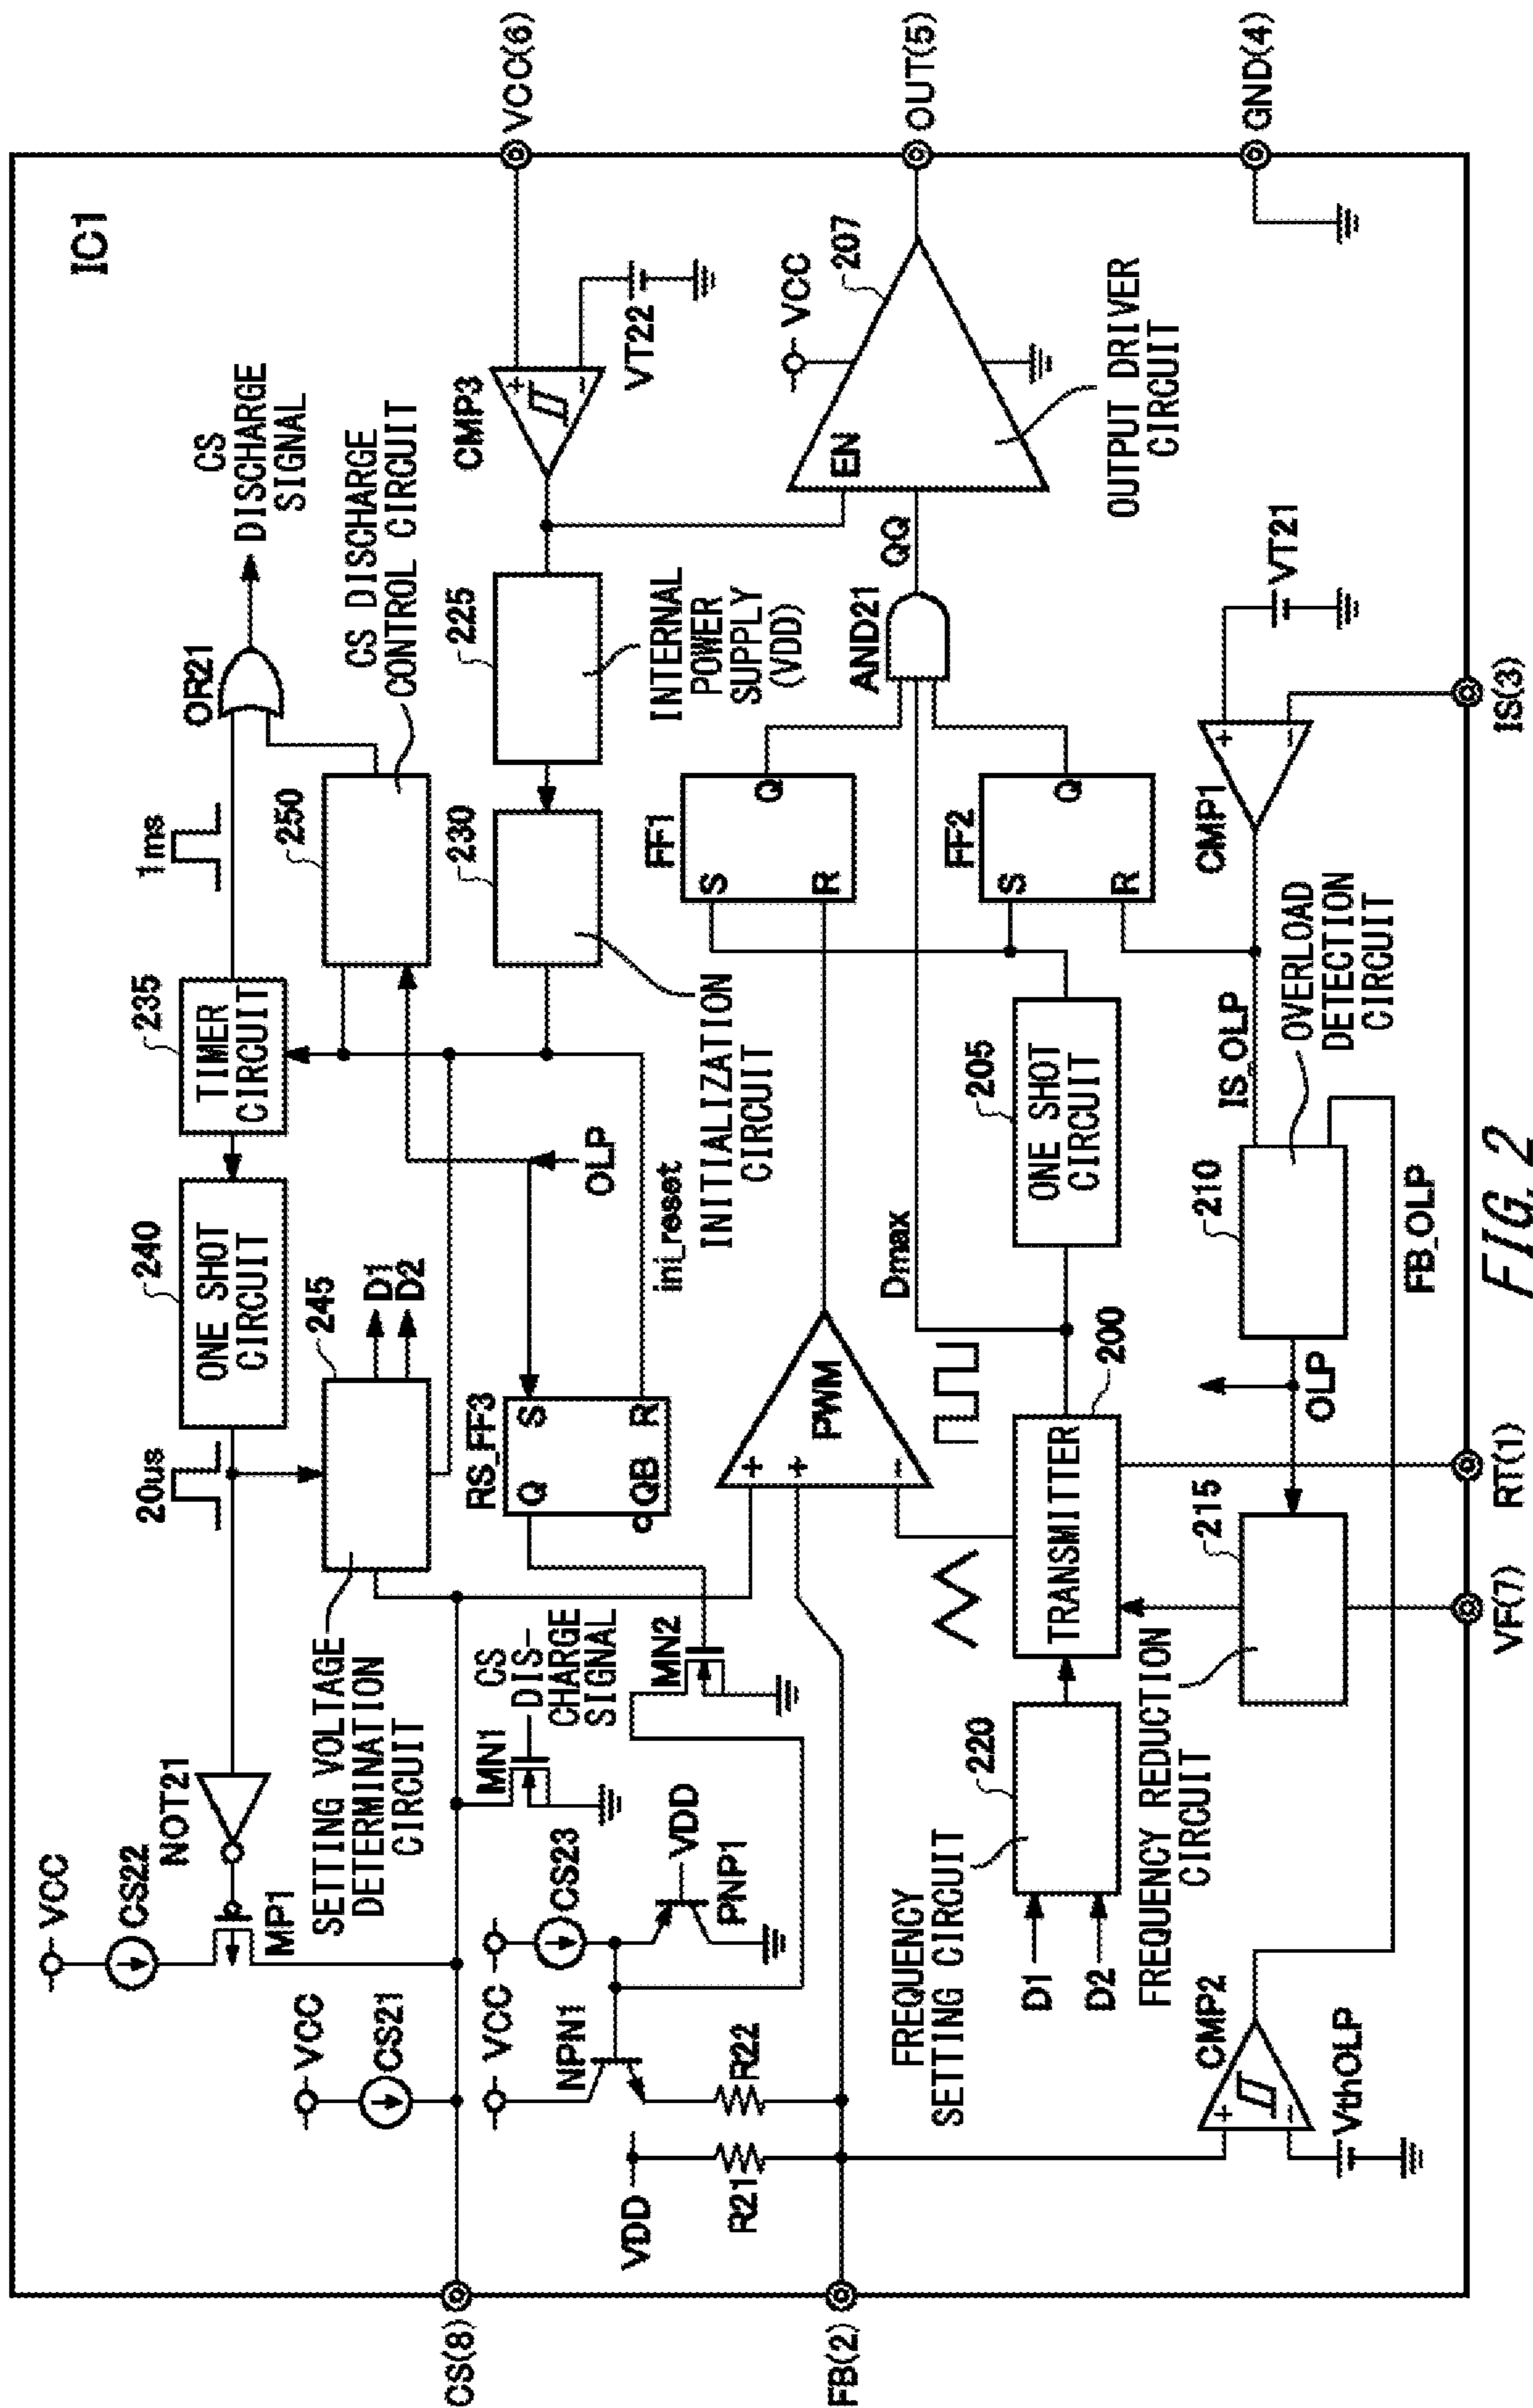 IC1
VCC
CS22
MP1
NOT21
20us
240
ONE SHOT
CIRCUIT
235
TIMER
CIRCUIT
1ms
OR21
CS
DISCHARGE
SIGNAL
VCC
CS21
SETTING VOLTAGE
DETERMINATION
CIRCUIT
245
D1
D2
250
CS DISCHARGE
CONTROL CIRCUIT
CS(8)
VCC
CS23
NPN1
VDD
PNP1
MN1
CS
DIS-
CHARGE
SIGNAL
RS_FF3
Q
S
QB
R
OLP
ini_reset
230
INITIALIZATION
CIRCUIT
225
INTERNAL
POWER
SUPPLY
(VDD)
CMP3
+
−
VT22
VCC(6)
VDD
R21
R22
MN2
FB(2)
+
+
−
PWM
Dmax
FF1
S
Q
R
FF2
S
Q
R
AND21
QQ
EN
VCC
207
OUTPUT DRIVER
CIRCUIT
OUT(5)
FREQUENCY
SETTING CIRCUIT
220
D1
D2
TRANSMITTER
200
205
ONE SHOT
CIRCUIT
FREQUENCY REDUCTION
CIRCUIT
215
OLP
210
IS_OLP
OVERLOAD
DETECTION
CIRCUIT
CMP1
+
−
VT21
GND(4)
CMP2
+
−
VthOLP
FB_OLP
VF(7)
RT(1)
IS(3)
FIG. 2